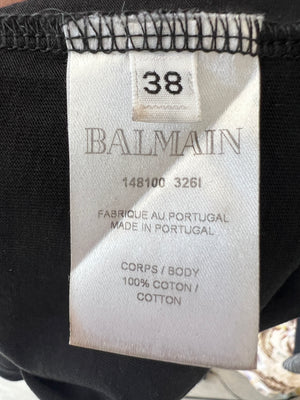 38
BALMAIN
148100 326I
FABRIQUE AU PORTUGAL
MADE IN PORTUGAL
CORPS / BODY
100% COTON /
COTTON